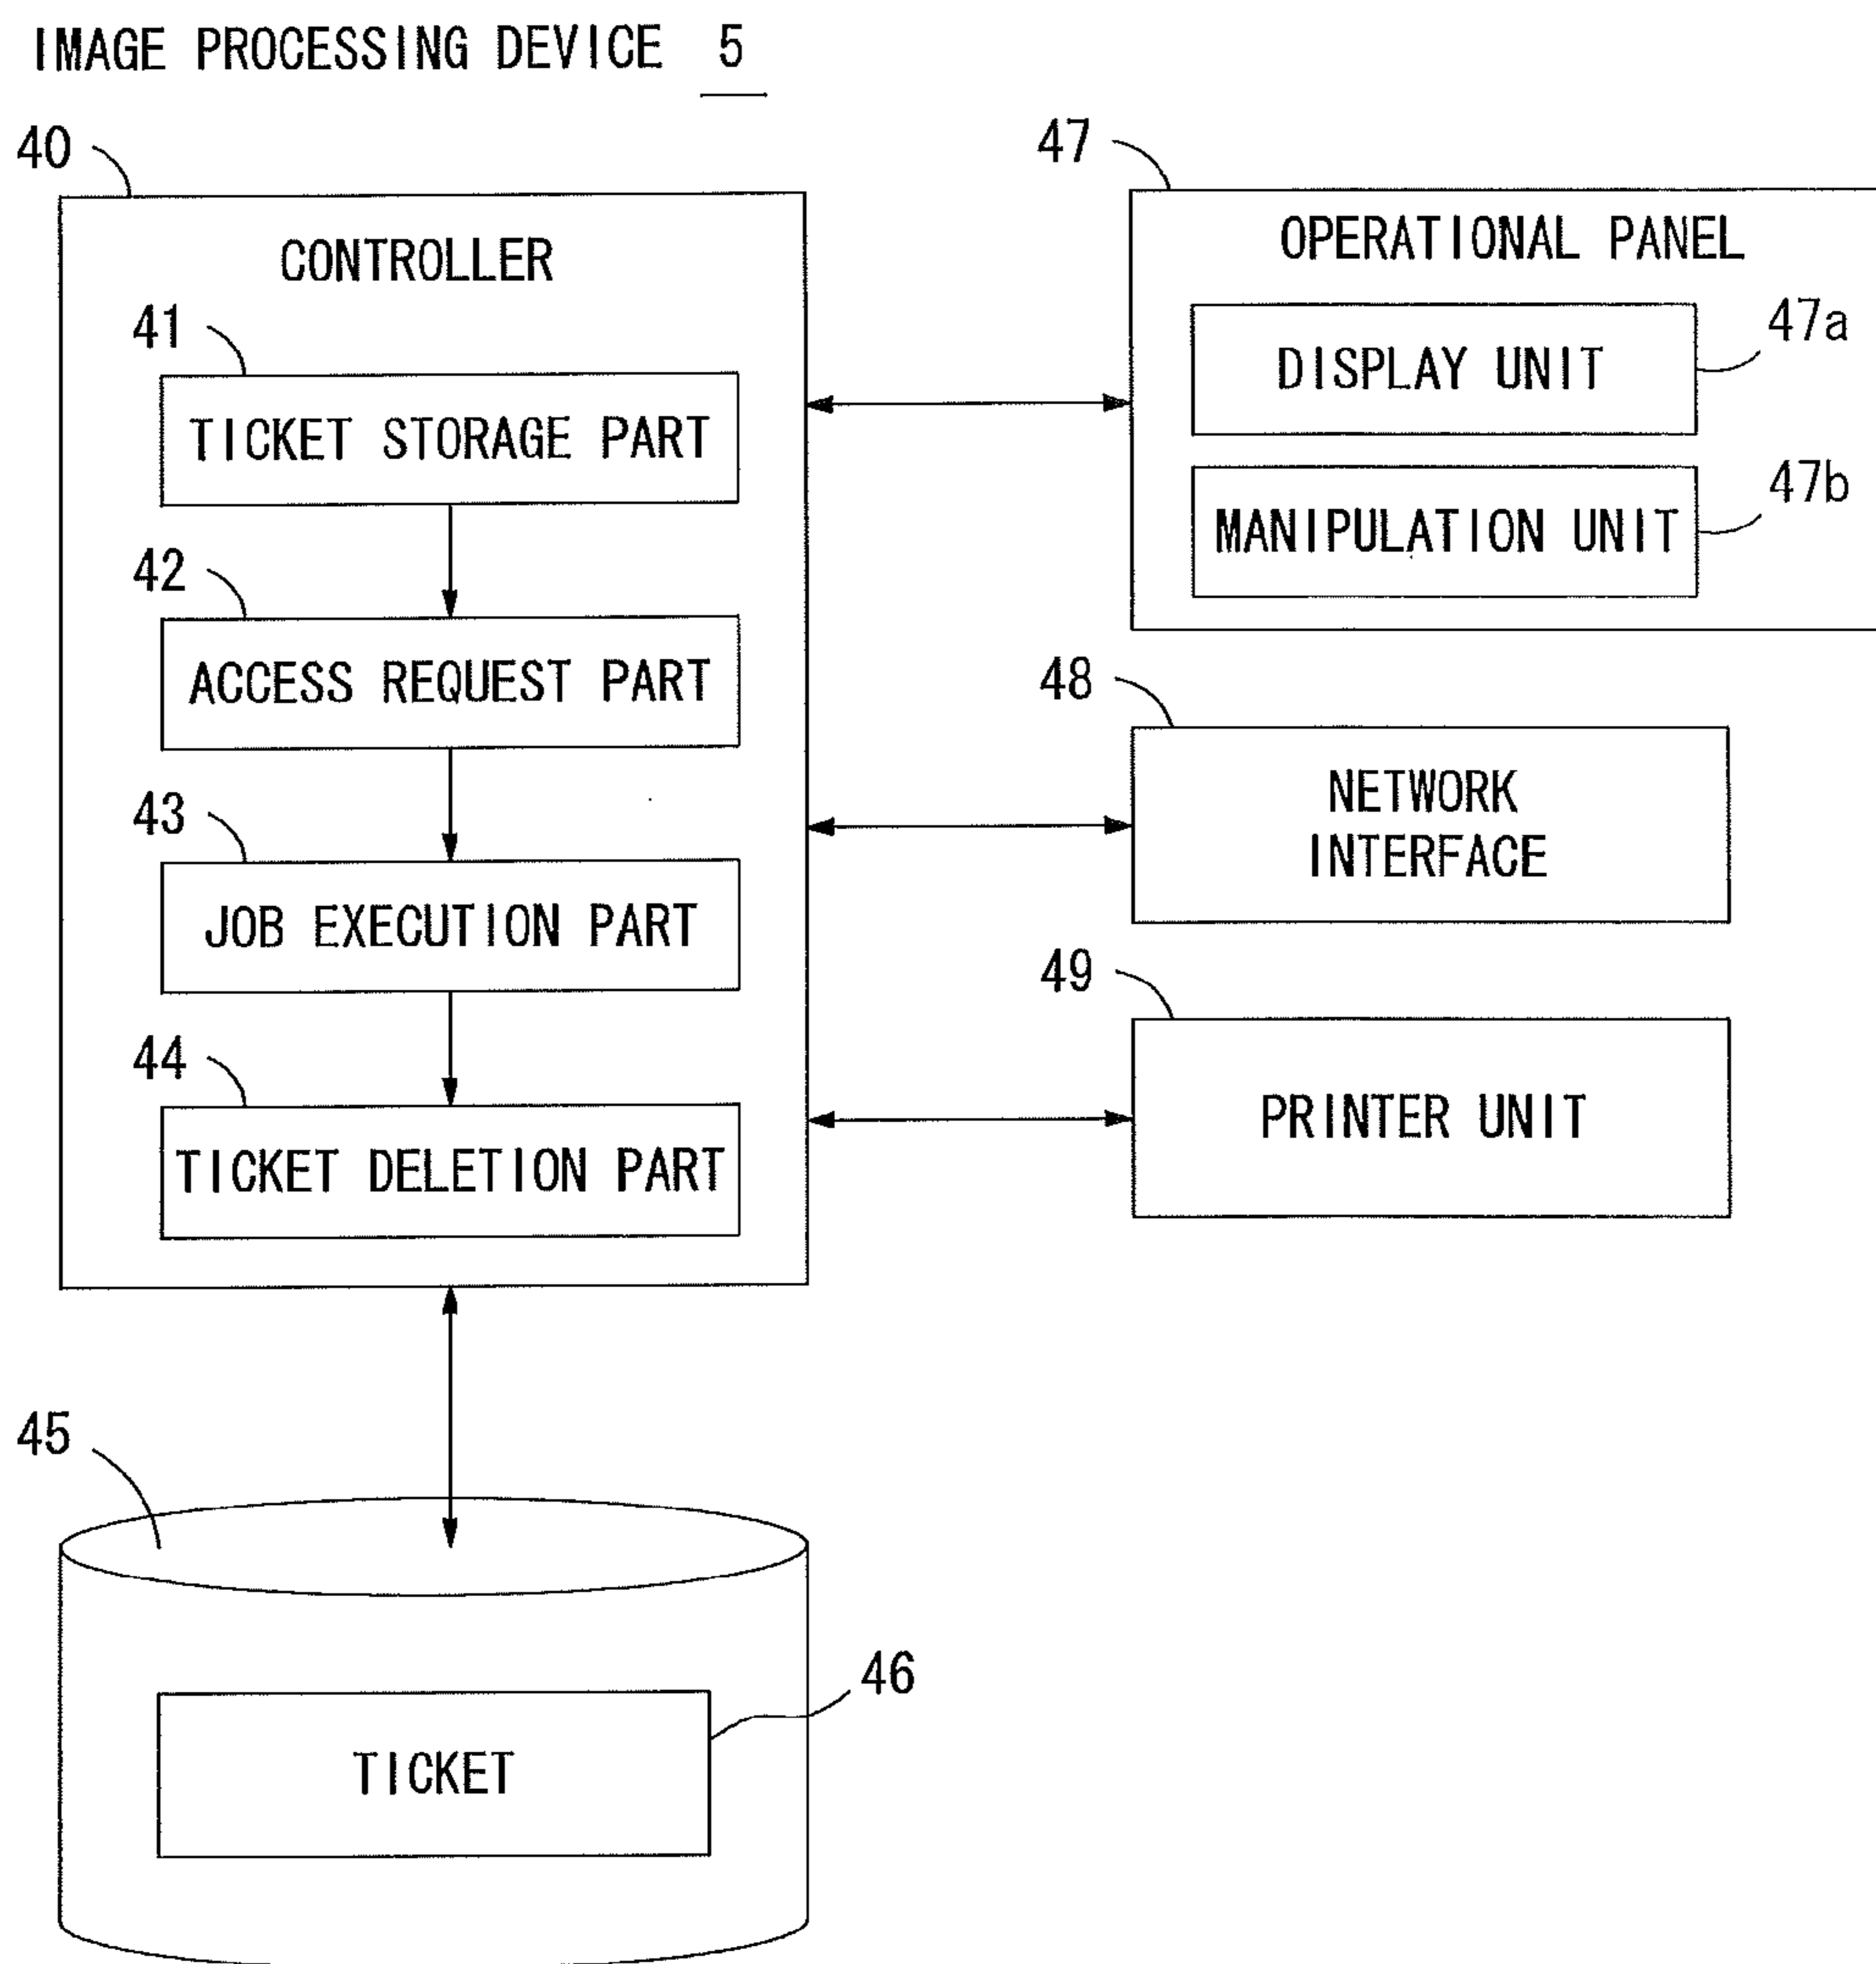 IMAGE PROCESSING DEVICE 5
40
CONTROLLER
41
TICKET STORAGE PART
42
ACCESS REQUEST PART
43
JOB EXECUTION PART
44
TICKET DELETION PART
47
OPERATIONAL PANEL
DISPLAY UNIT
47a
MANIPULATION UNIT
47b
48
NETWORK
INTERFACE
49
PRINTER UNIT
45
46
TICKET